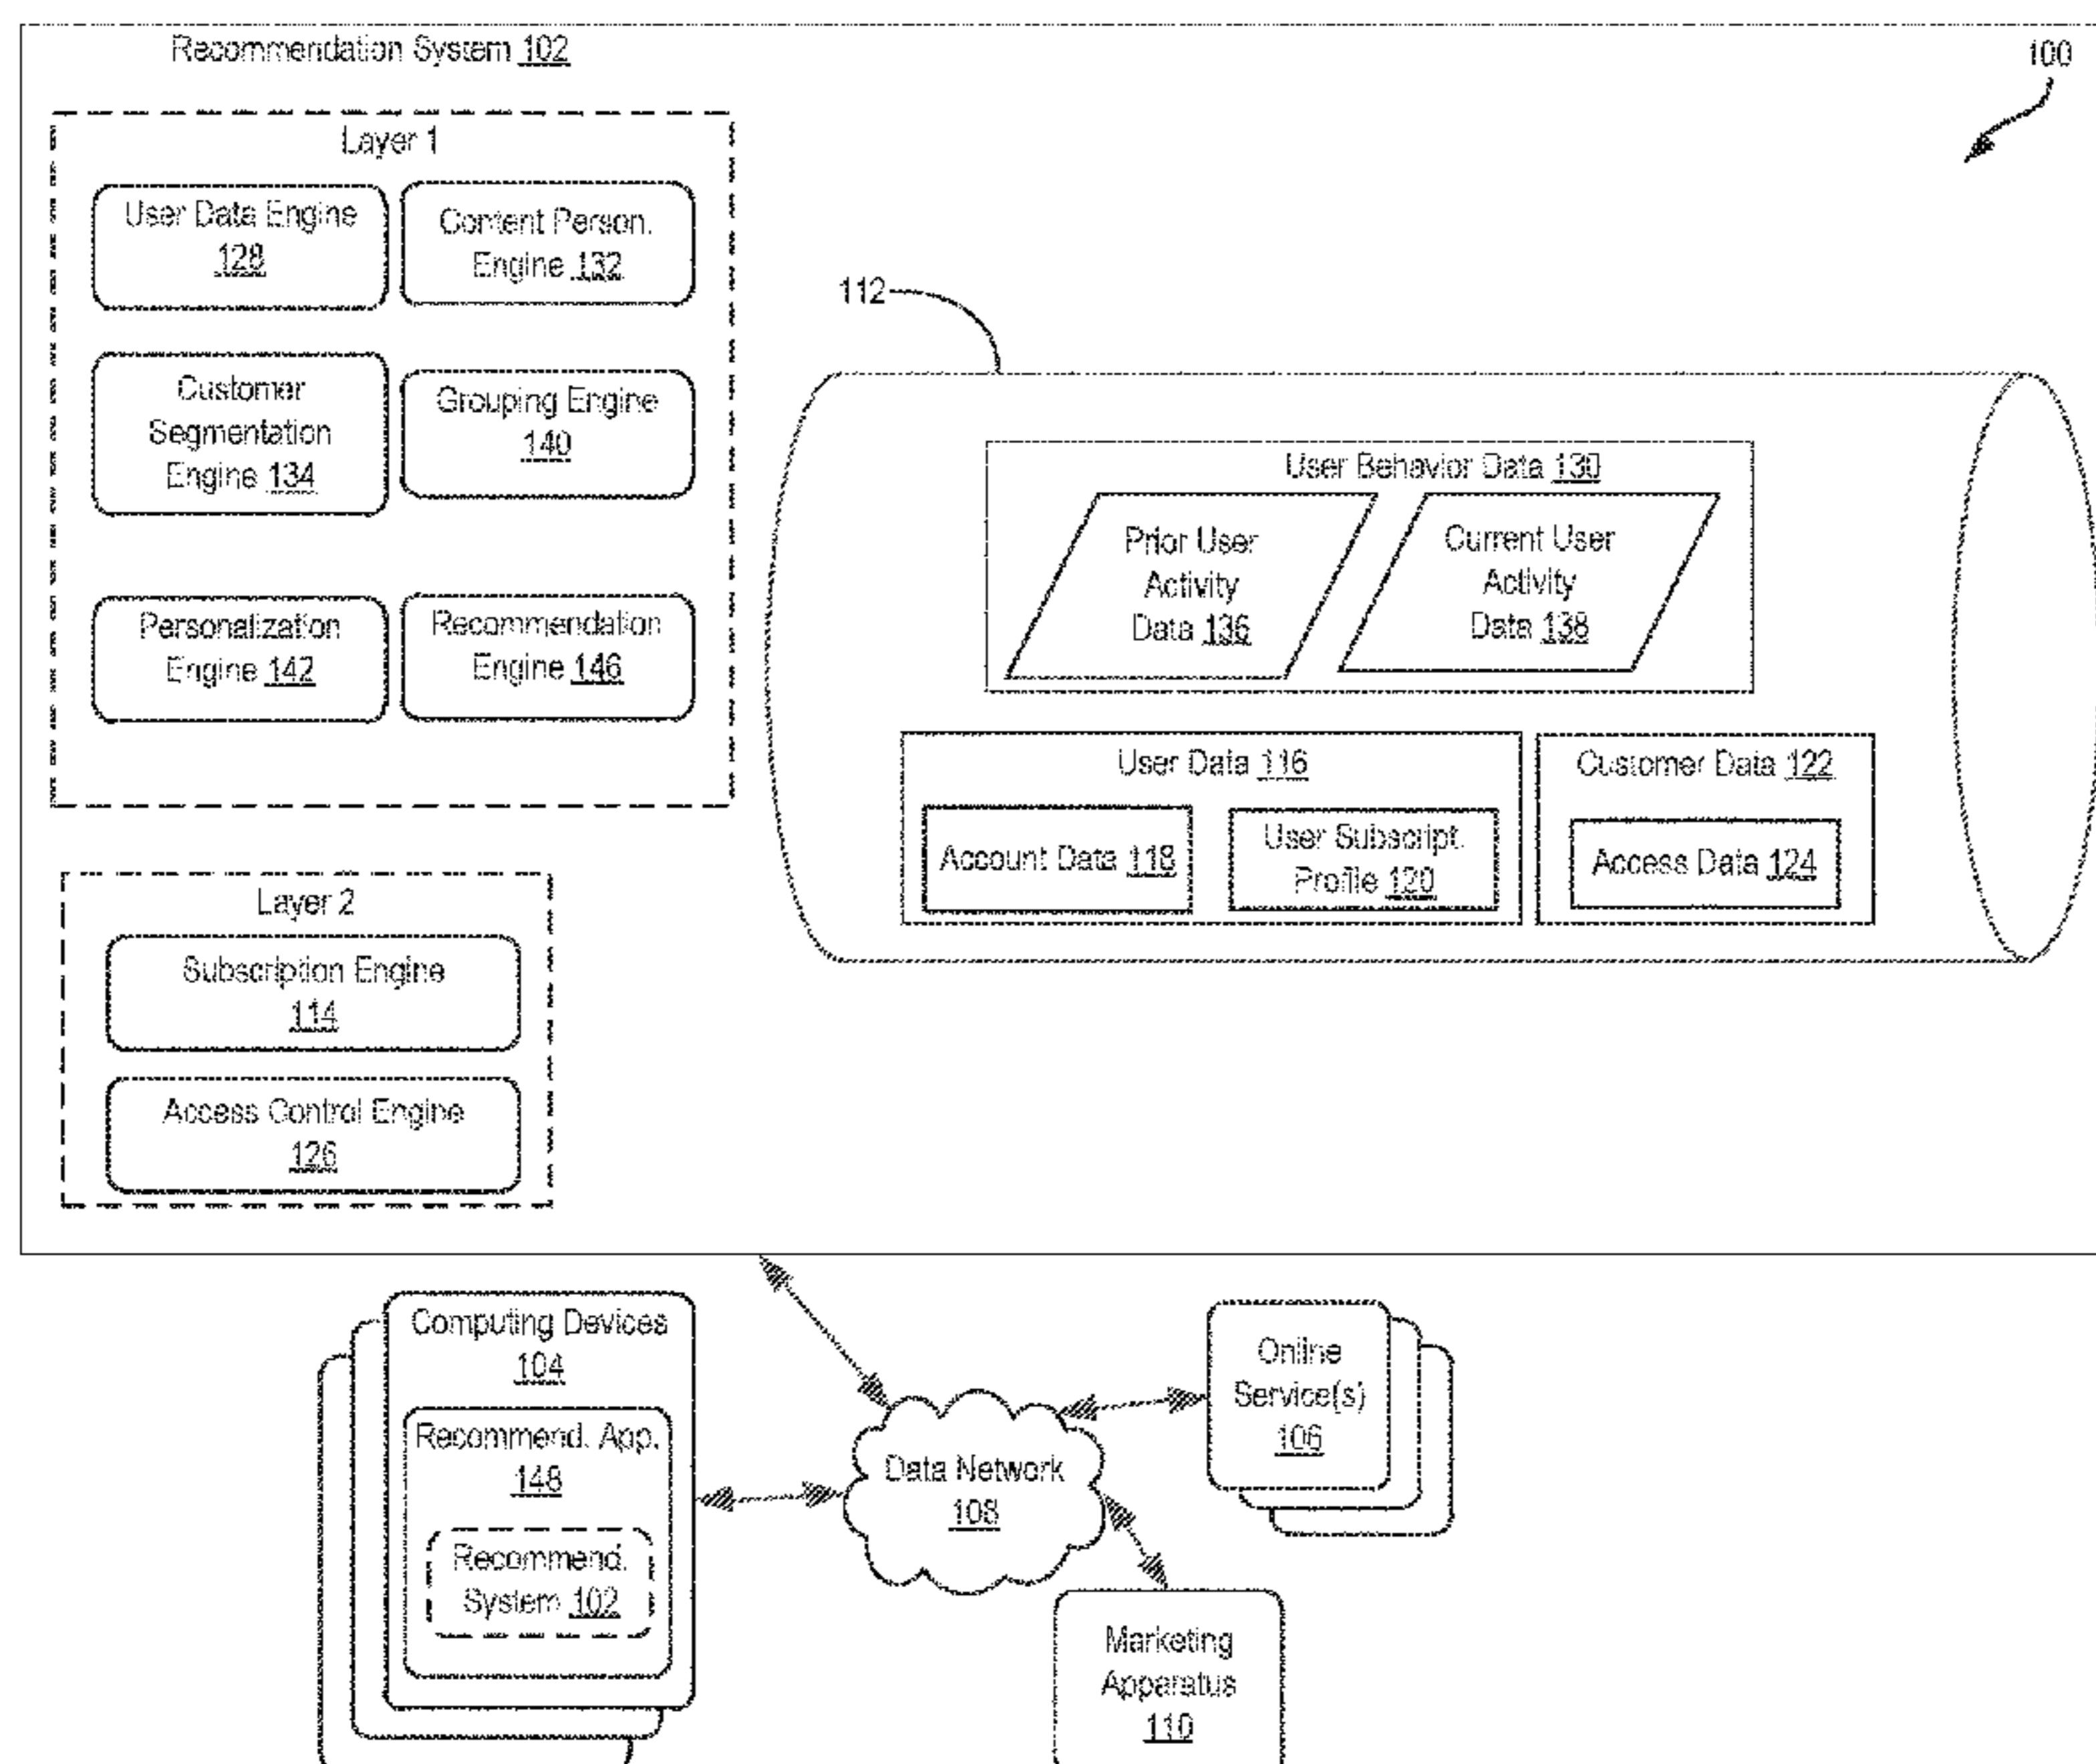 Recommendation System 102
100
Layer 1
User Data Engine
128
Content Person.
Engine 132
Customer
Segmentation
Engine 134
Grouping Engine
140
Personalization
Engine 142
Recommendation
Engine 146
112
User Behavior Data 130
Prior User
Activity
Data 136
Current User
Activity
Data 138
User Data 116
Account Data 118
User Subscript.
Profile 120
Customer Data 122
Access Data 124
Layer 2
Subscription Engine
114
Access Control Engine
126
Computing Devices
104
Recommend. App.
148
Recommend.
System 102
Data Network
108
Online
Service(s)
106
Marketing
Apparatus
110